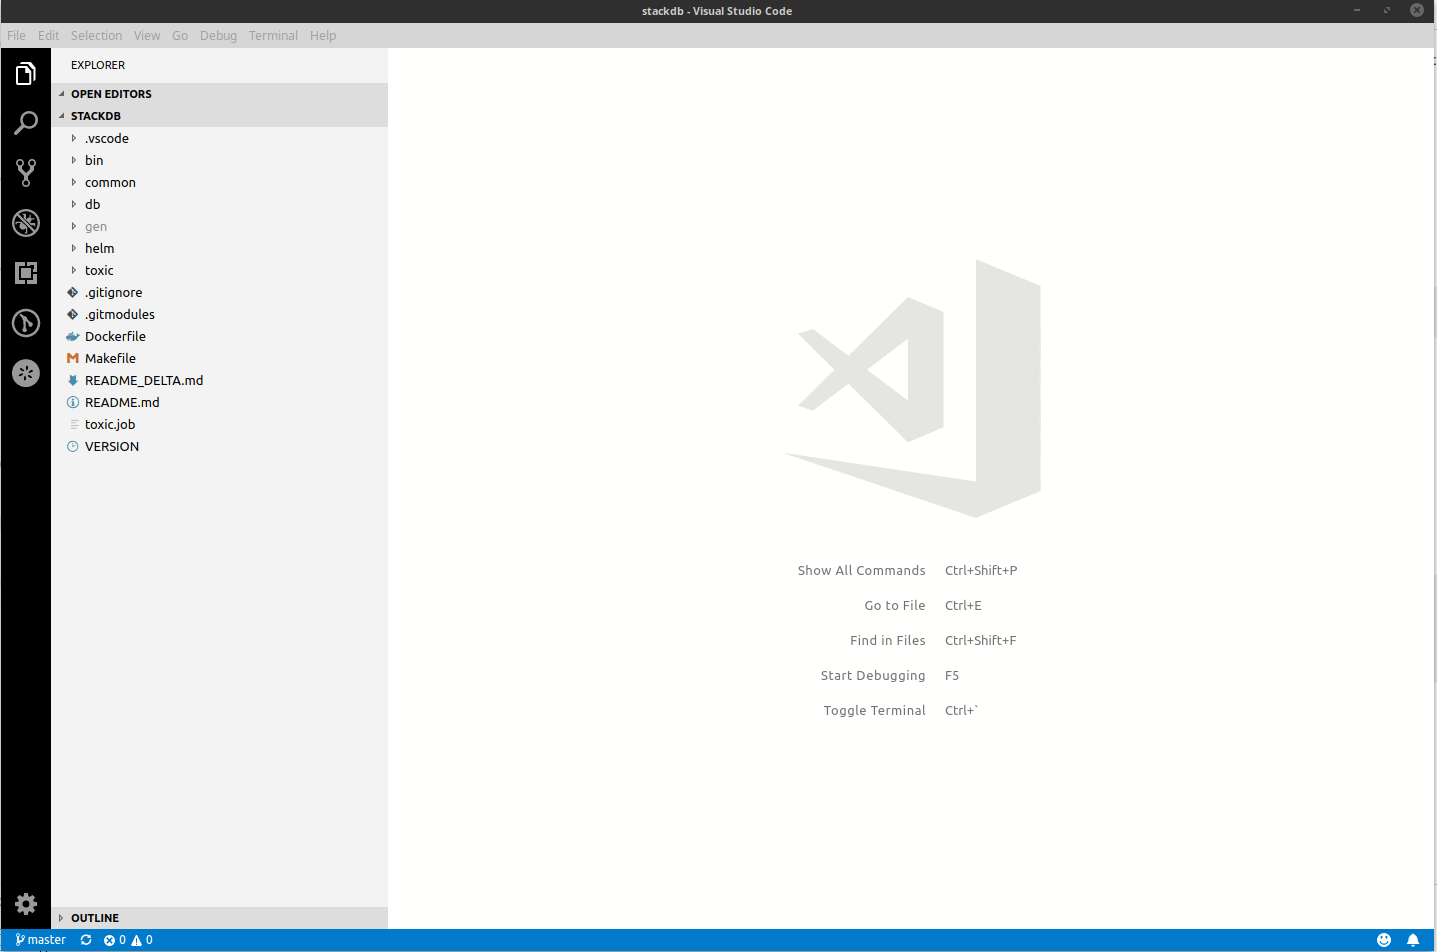 stackdb - Visual Studio Code
File Edit Selection View Go Debug Terminal Help
EXPLORER
OPEN EDITORS
STACKDB
.vscode
bin
common
db
gen
helm
toxic
.gitignore
.gitmodules
Dockerfile
Makefile
README_DELTA.md
README.md
toxic.job
VERSION
Show All Commands Ctrl+Shift+P
Go to File Ctrl+E
Find in Files Ctrl+Shift+F
Start Debugging F5
Toggle Terminal Ctrl+`
OUTLINE
master 0 0